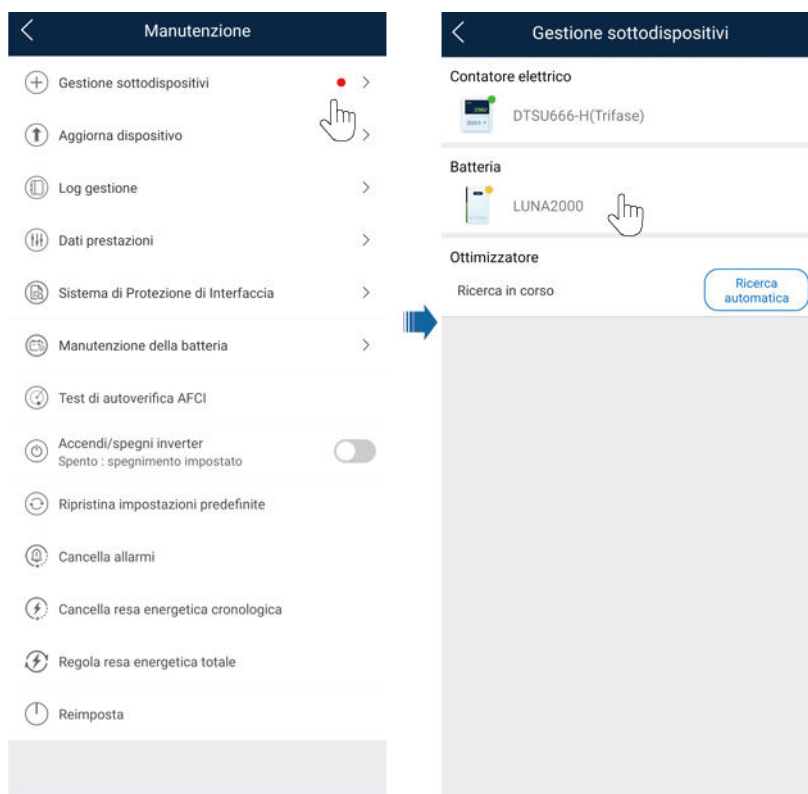 Manutenzione
Gestione sottodispositivi
Aggiorna dispositivo
Log gestione
Dati prestazioni
Sistema di Protezione di Interfaccia
Manutenzione della batteria
Test di autoverifica AFCI
Accendi/spegni inverter
Spento : spegnimento impostato
Ripristina impostazioni predefinite
Cancella allarmi
Cancella resa energetica cronologica
Regola resa energetica totale
Reimposta
Gestione sottodispositivi
Contatore elettrico
DTSU666-H(Trifase)
Batteria
LUNA2000
Ottimizzatore
Ricerca in corso
Ricerca
automatica